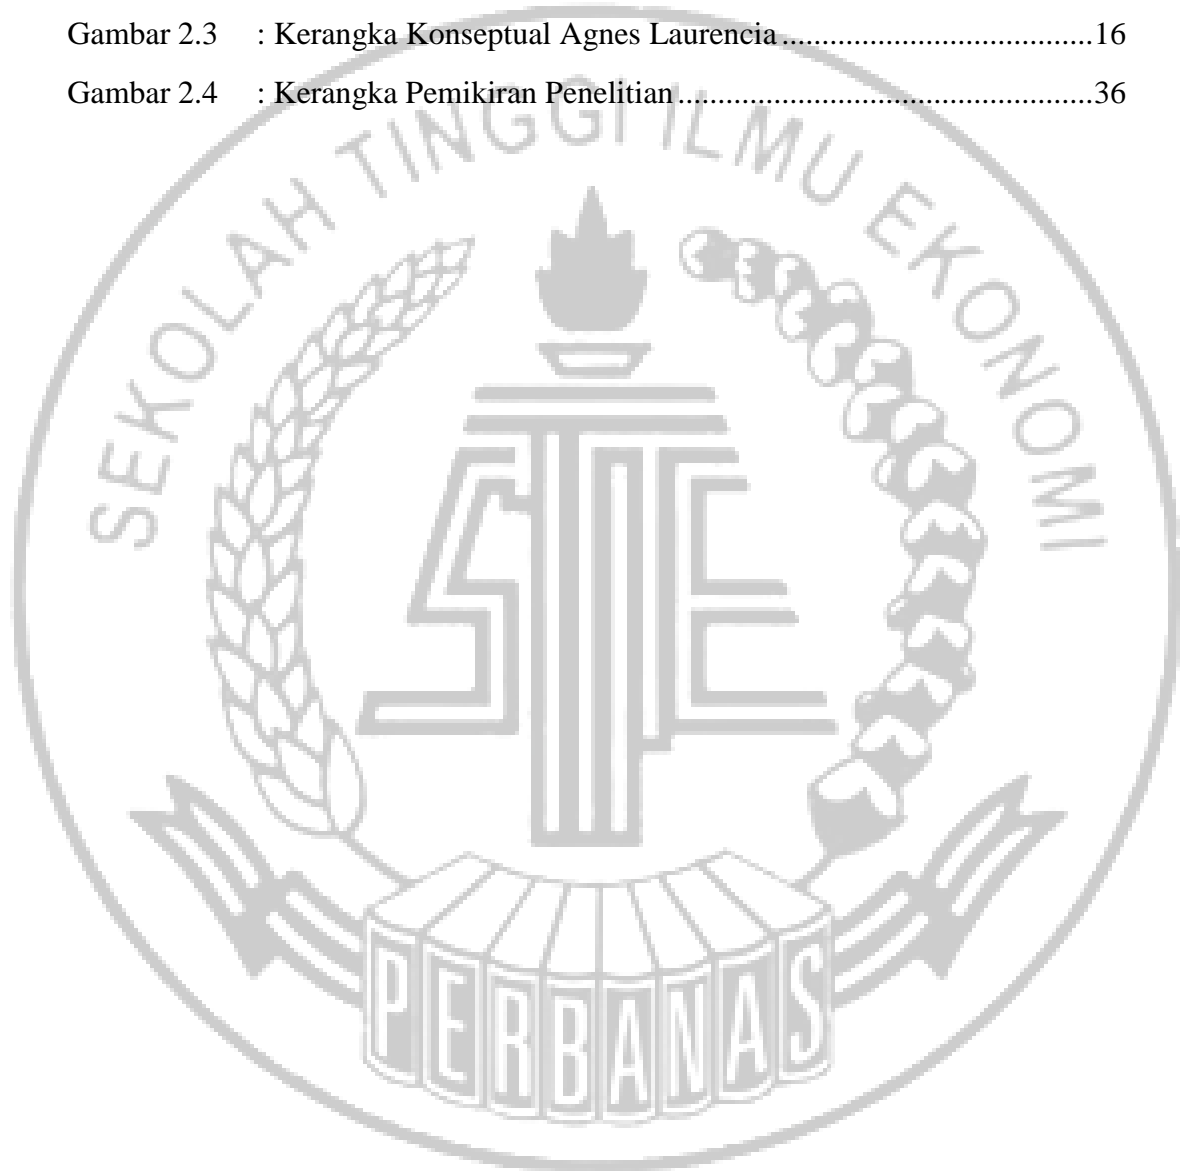 Gambar 2.3 : Kerangka Konseptual Agnes Laurencia.......................................16
Gambar 2.4 : Kerangka Pemikiran Penelitian....................................................36
SEKOLAH TINGGI ILMU EKONOMI
STIE
PERBANAS